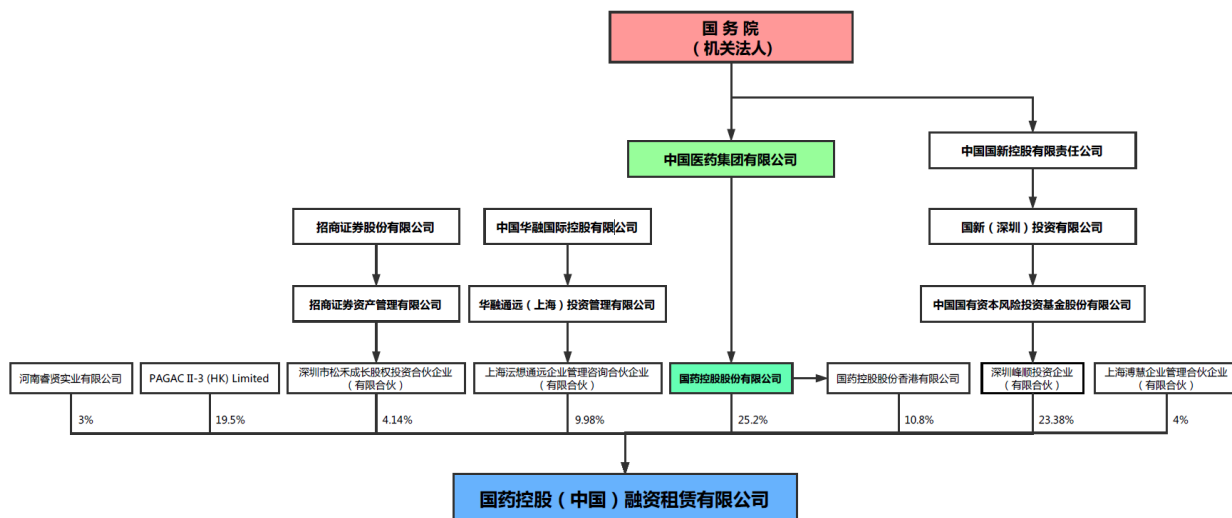 国 务 院
（ 机关法人）
中国医药集团有限公司
中国国新控股有限责任公司
招商证券股份有限公司
中国华融国际控股有限公司
国新（深圳）投资有限公司
招商证券资产管理有限公司
华融通远（上海）投资管理有限公司
中国国有资本风险投资基金股份有限公司
河南睿贤实业有限公司
PAGAC II-3 (HK) Limited
深圳市松禾成长股权投资合伙企业
（有限合伙）
上海沄想通远企业管理咨询合伙企业
（有限合伙）
国药控股股份有限公司
国药控股股份香港有限公司
深圳峰顺投资企业
（有限合伙）
上海溥慧企业管理合伙企业
（有限合伙）
3%
19.5%
4.14%
9.98%
25.2%
10.8%
23.38%
4%
国药控股（中国）融资租赁有限公司